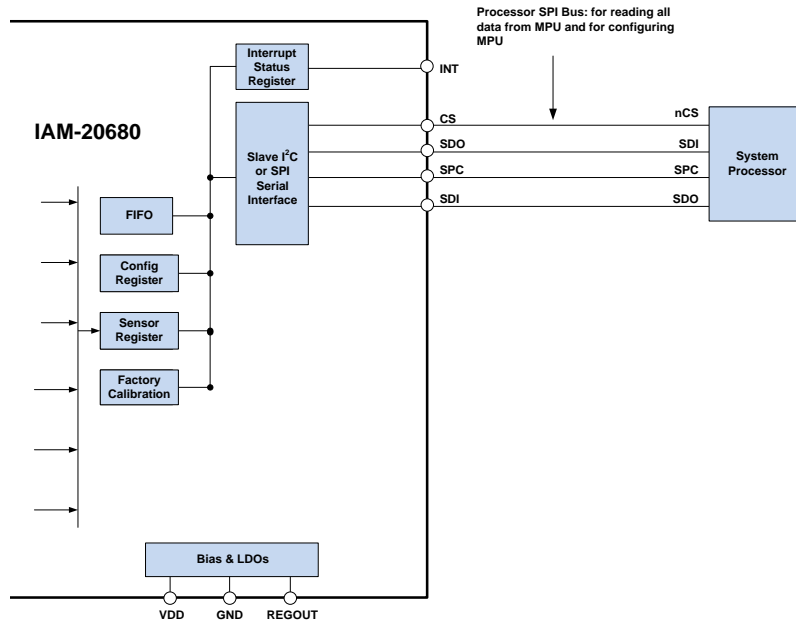 Processor SPI Bus: for reading all
data from MPU and for configuring
MPU
Interrupt
Status
Register
INT
IAM-20680
CS
nCS
Slave I²C
or SPI
Serial
Interface
SDO
SDI
System
Processor
SPC
SPC
SDI
SDO
FIFO
Config
Register
Sensor
Register
Factory
Calibration
Bias & LDOs
VDD
GND
REGOUT